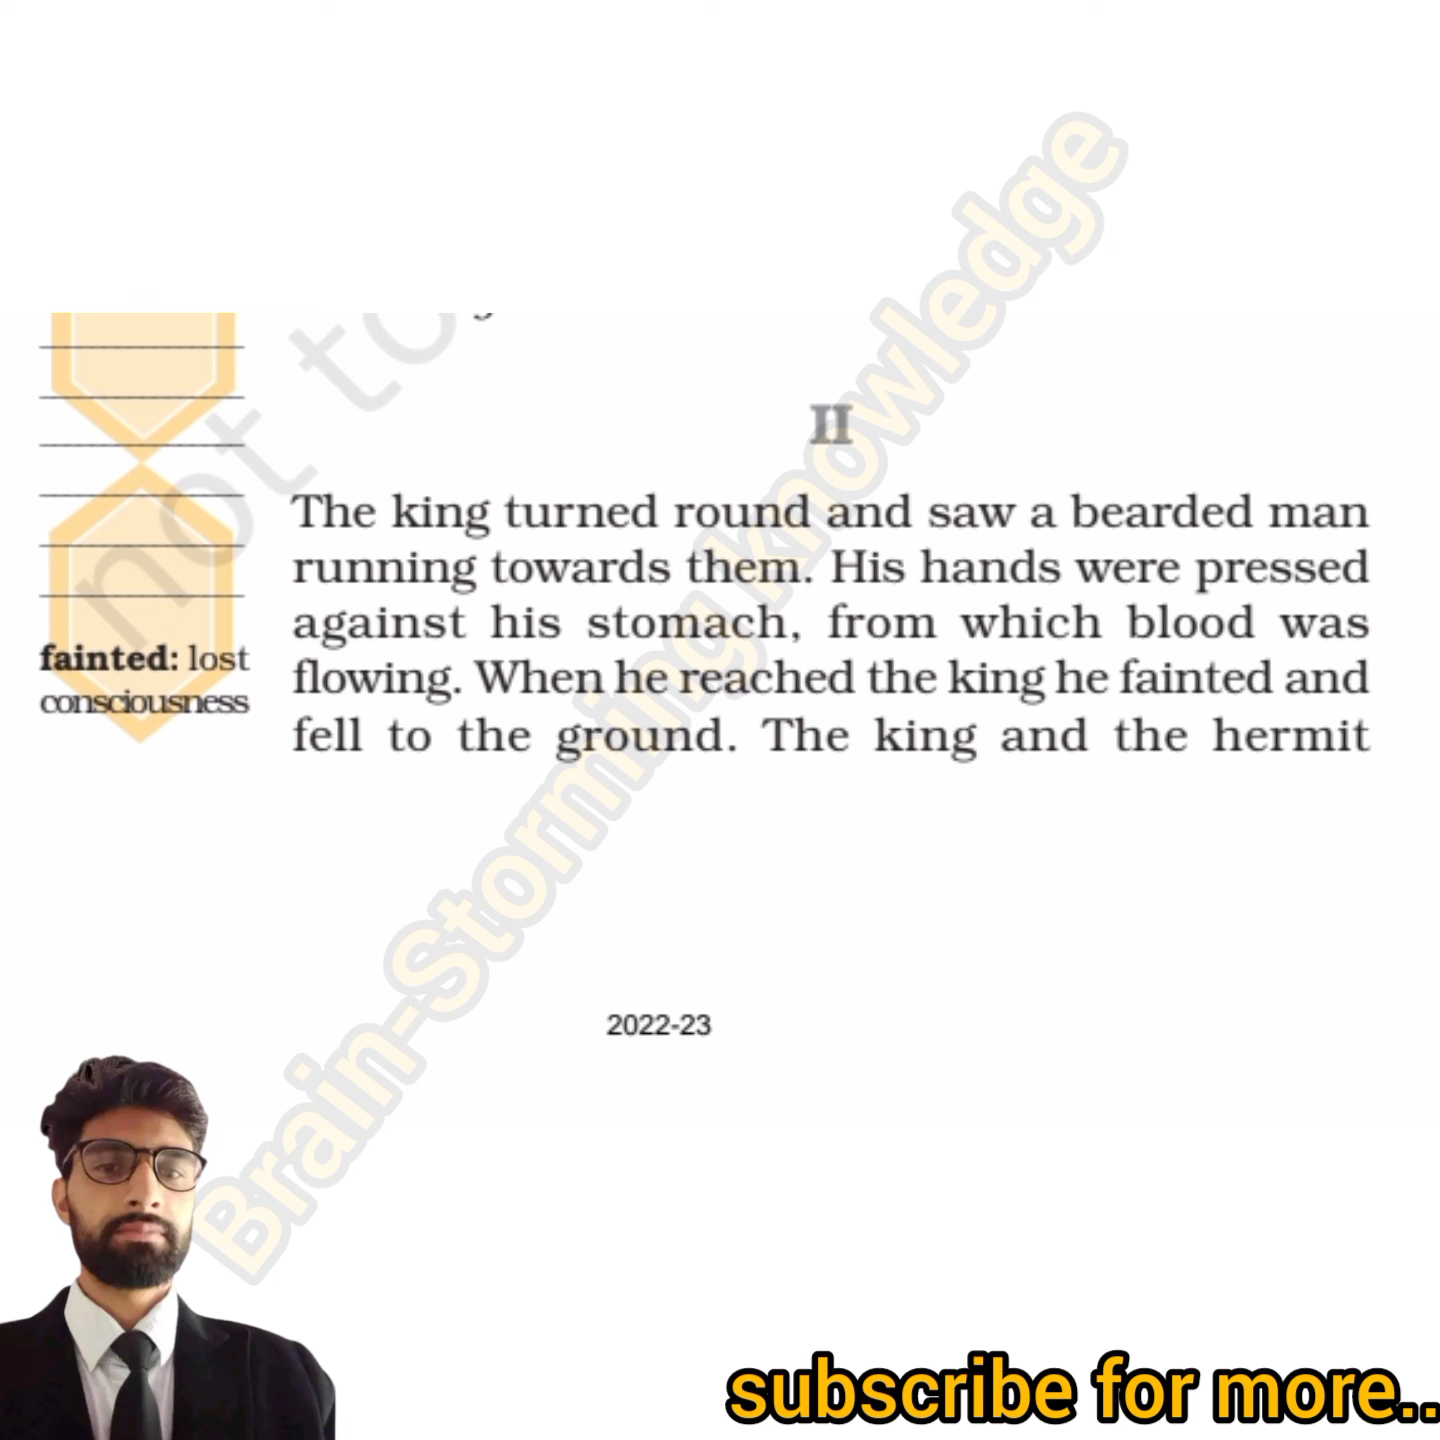 not to
II
The king turned round and saw a bearded man
running towards them. His hands were pressed
against his stomach, from which blood was
flowing. When he reached the king he fainted and
fell to the ground. The king and the hermit
fainted: lost
consciousness
2022-23
Brain-Storming knowledge
subscribe for more..